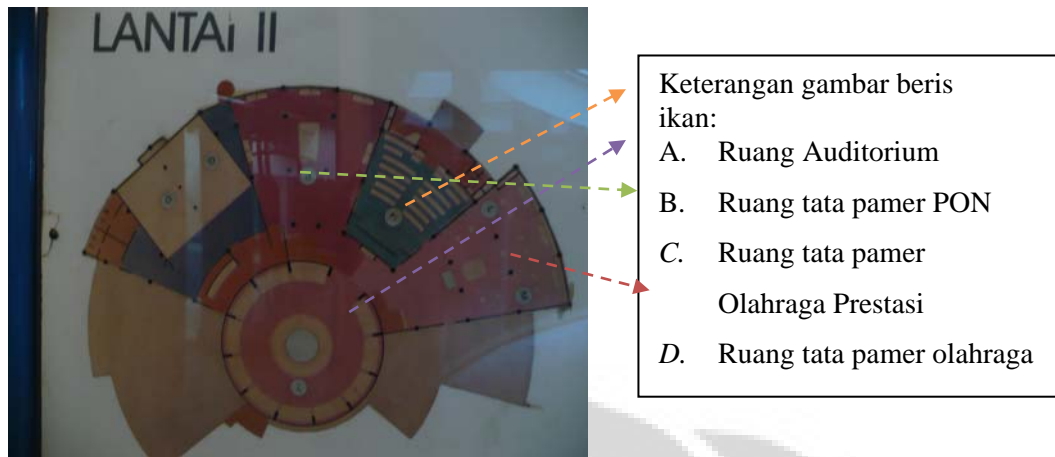 LANTAi II
Keterangan gambar beris
ikan:
A. Ruang Auditorium
B. Ruang tata pamer PON
C. Ruang tata pamer
Olahraga Prestasi
D. Ruang tata pamer olahraga